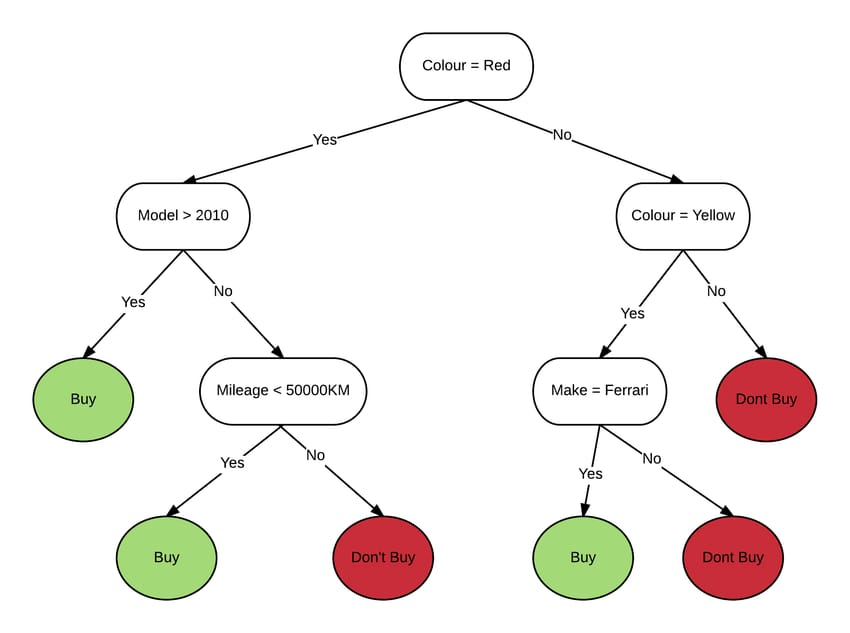 Colour = Red
Yes
No
Model > 2010
Colour = Yellow
Yes
No
Yes
No
Buy
Mileage < 50000KM
Make = Ferrari
Dont Buy
Yes
No
Yes
No
Buy
Don't Buy
Buy
Dont Buy